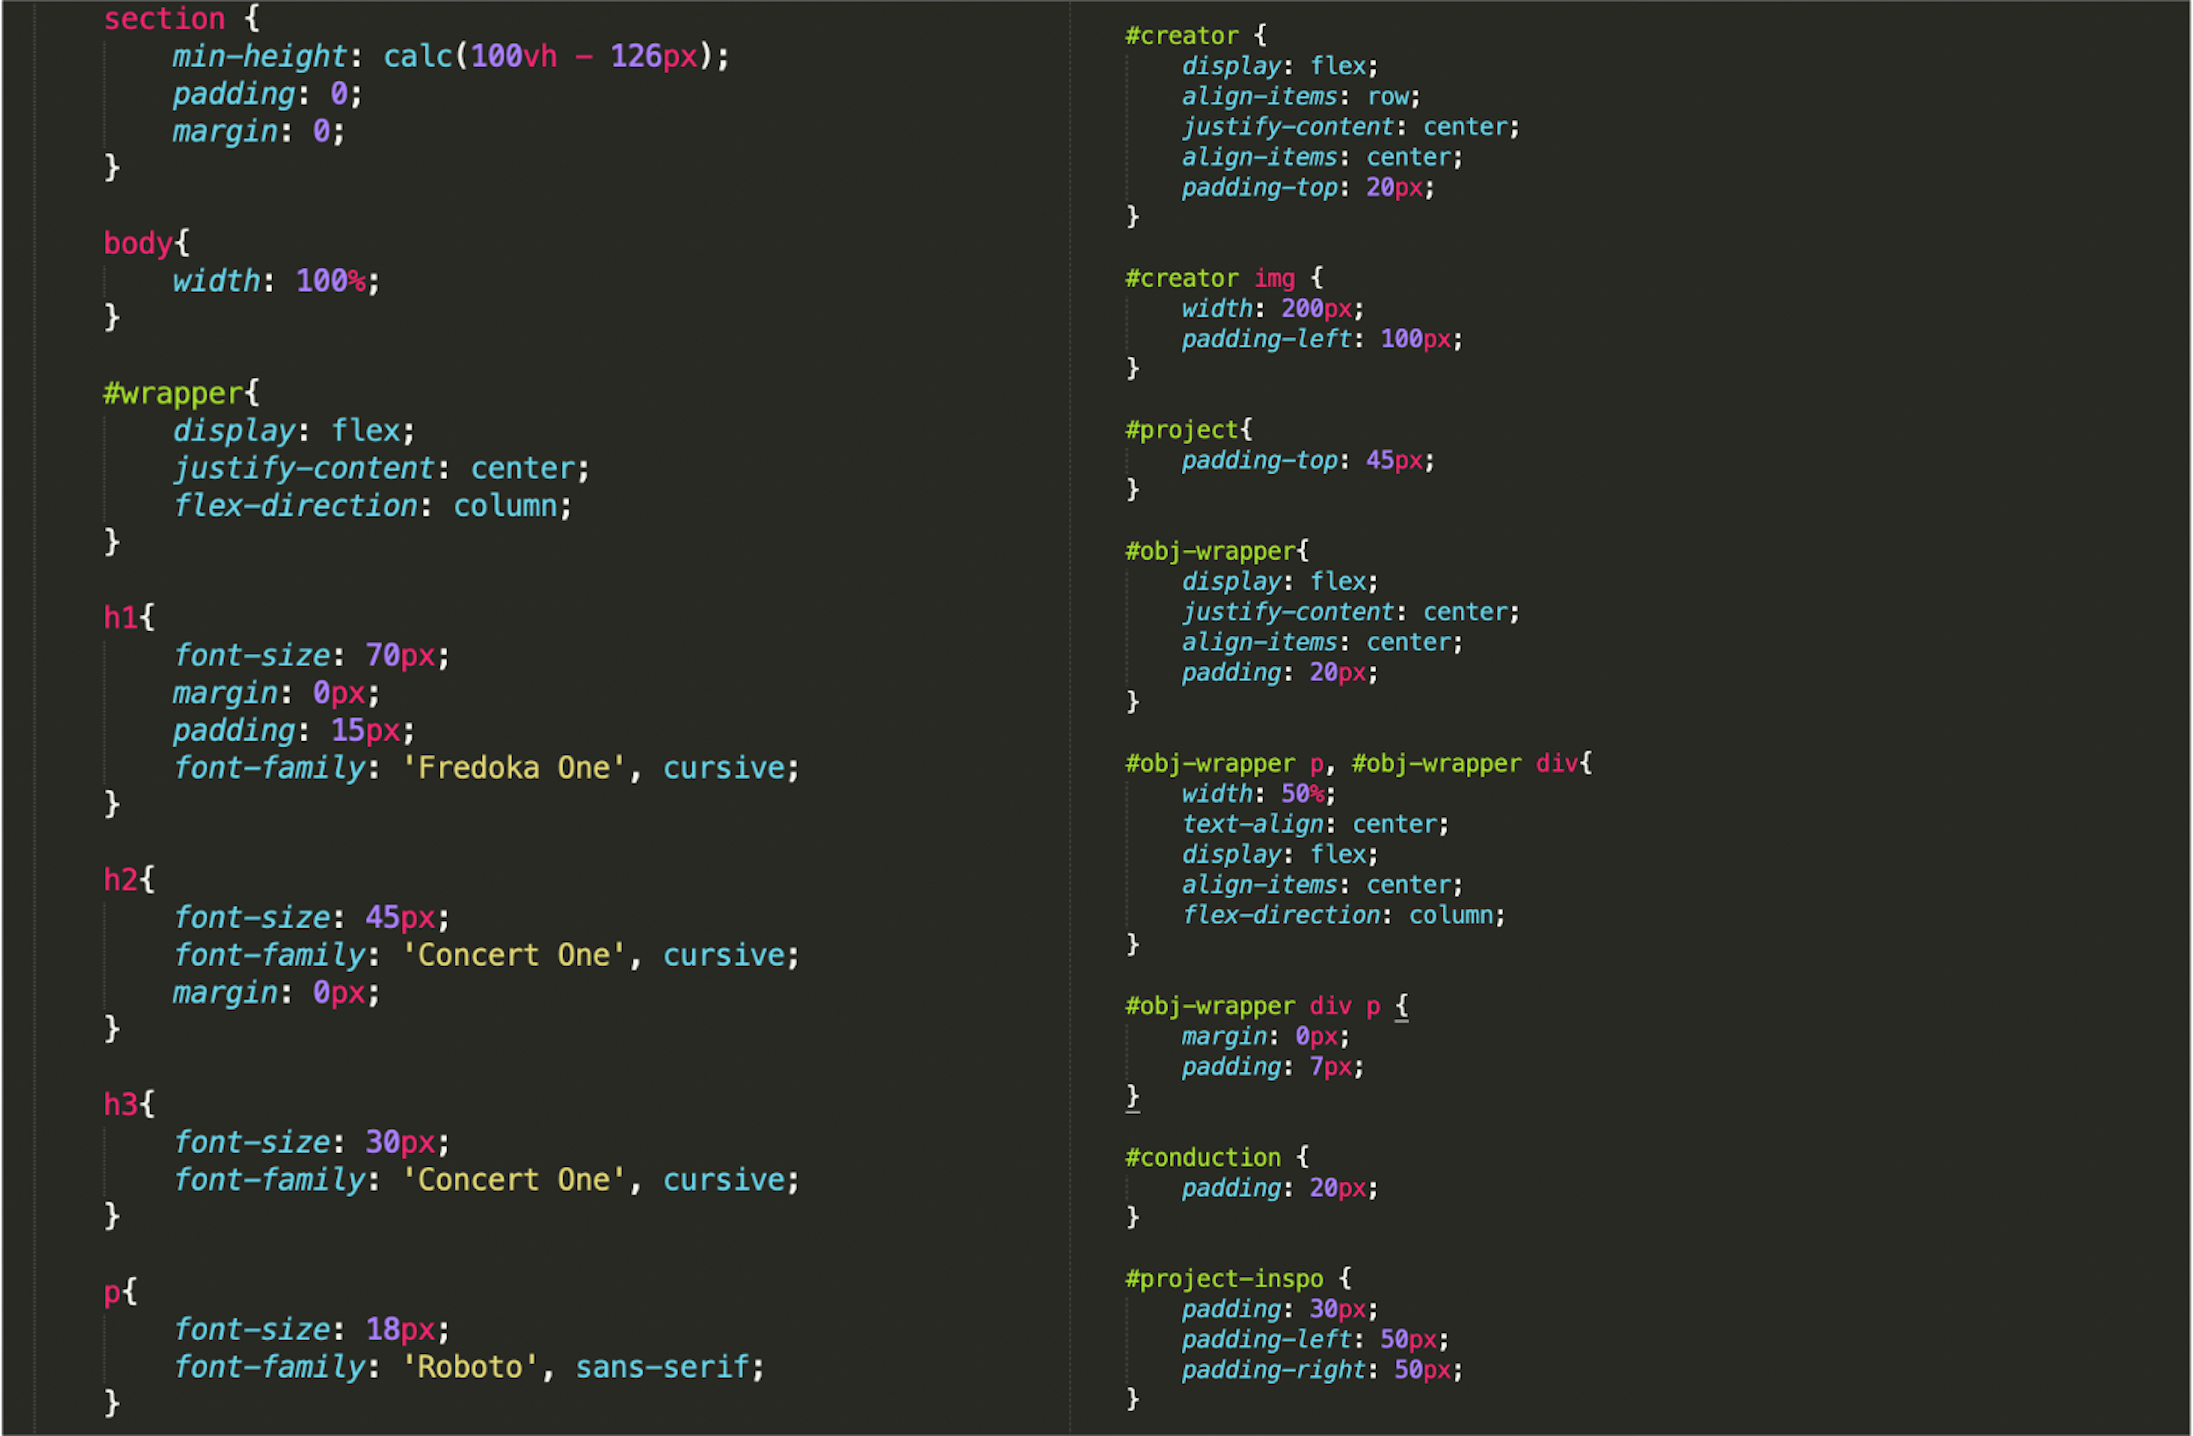 section {
    min-height: calc(100vh - 126px);
    padding: 0;
    margin: 0;
}
body{
    width: 100%;
}
#wrapper{
    display: flex;
    justify-content: center;
    flex-direction: column;
}
h1{
    font-size: 70px;
    margin: 0px;
    padding: 15px;
    font-family: 'Fredoka One', cursive;
}
h2{
    font-size: 45px;
    font-family: 'Concert One', cursive;
    margin: 0px;
}
h3{
    font-size: 30px;
    font-family: 'Concert One', cursive;
}
p{
    font-size: 18px;
    font-family: 'Roboto', sans-serif;
}
#creator {
    display: flex;
    align-items: row;
    justify-content: center;
    align-items: center;
    padding-top: 20px;
}
#creator img {
    width: 200px;
    padding-left: 100px;
}
#project{
    padding-top: 45px;
}
#obj-wrapper{
    display: flex;
    justify-content: center;
    align-items: center;
    padding: 20px;
}
#obj-wrapper p, #obj-wrapper div{
    width: 50%;
    text-align: center;
    display: flex;
    align-items: center;
    flex-direction: column;
}
#obj-wrapper div p {
    margin: 0px;
    padding: 7px;
}
#conduction {
    padding: 20px;
}
#project-inspo {
    padding: 30px;
    padding-left: 50px;
    padding-right: 50px;
}